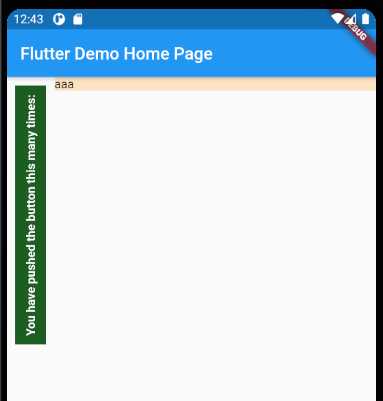 12:43
DEBUG
Flutter Demo Home Page
aaa
You have pushed the button this many times: